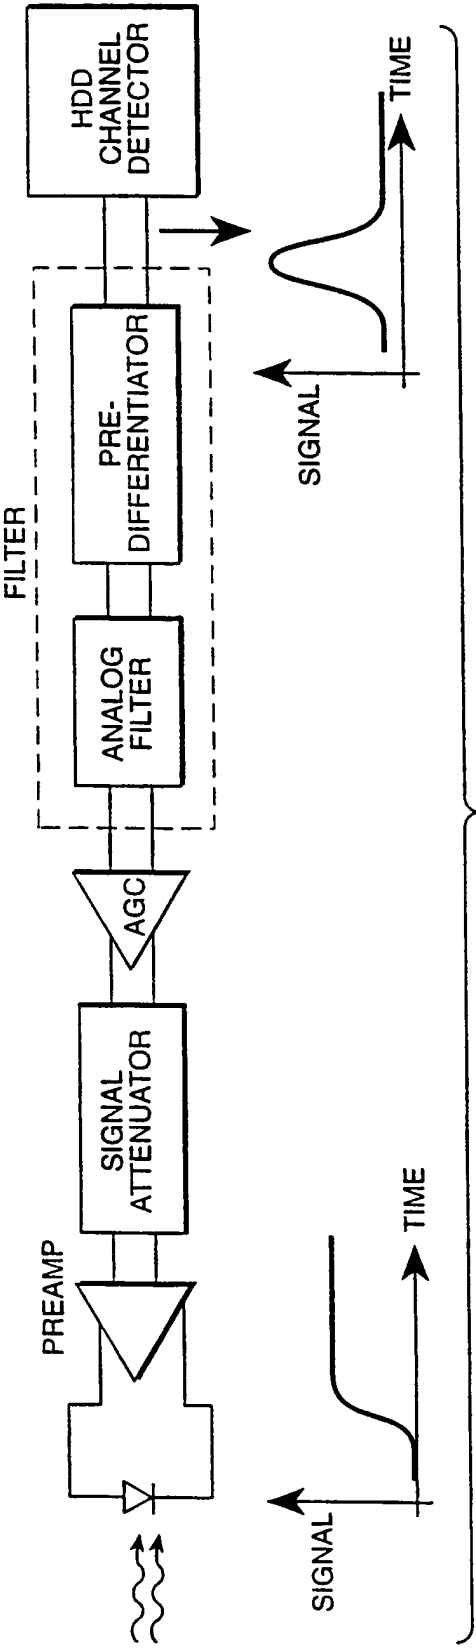 PREAMP
SIGNAL
ATTENUATOR
AGC
FILTER
ANALOG
FILTER
PRE-
DIFFERENTIATOR
HDD
CHANNEL
DETECTOR
SIGNAL
TIME
SIGNAL
TIME